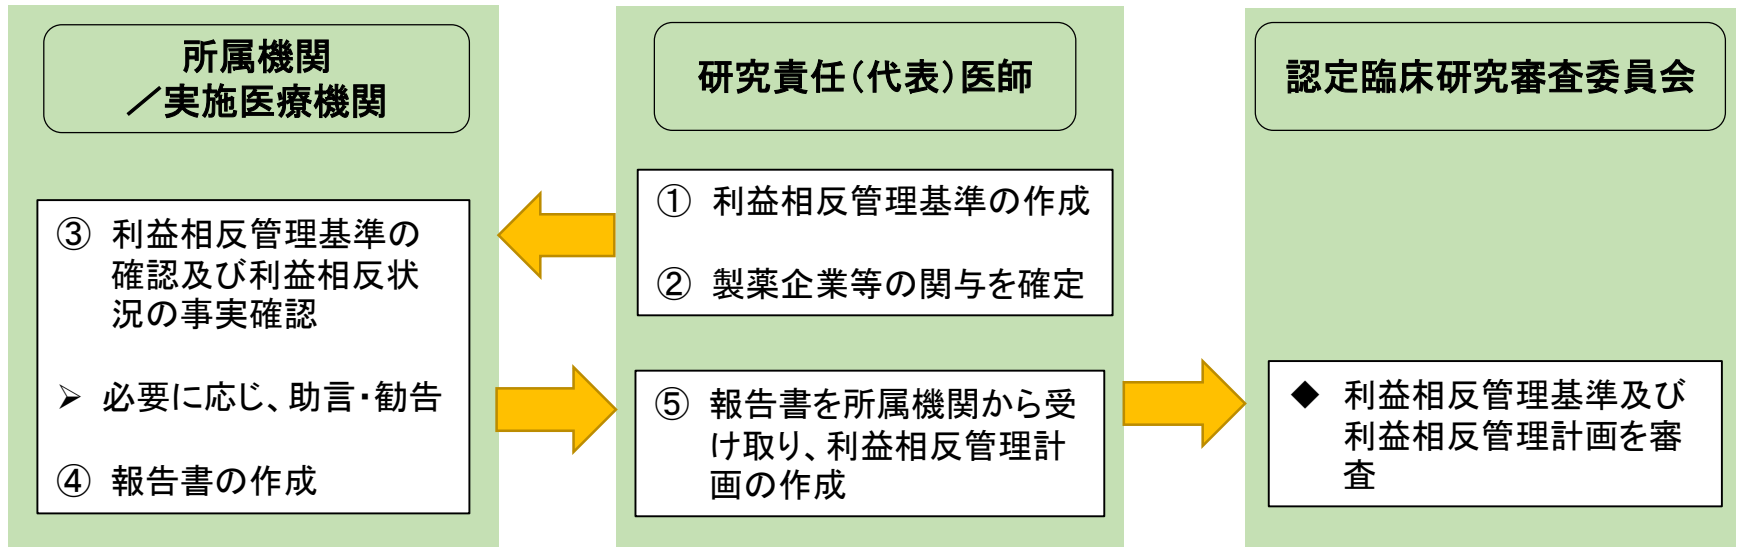 所属機関
／実施医療機関
③ 利益相反管理基準の
確認及び利益相反状
況の事実確認
➢ 必要に応じ、助言・勧告
④ 報告書の作成
研究責任（代表）医師
① 利益相反管理基準の作成
② 製薬企業等の関与を確定
⑤ 報告書を所属機関から受
け取り、利益相反管理計
画の作成
認定臨床研究審査委員会
◆ 利益相反管理基準及び
利益相反管理計画を審
査